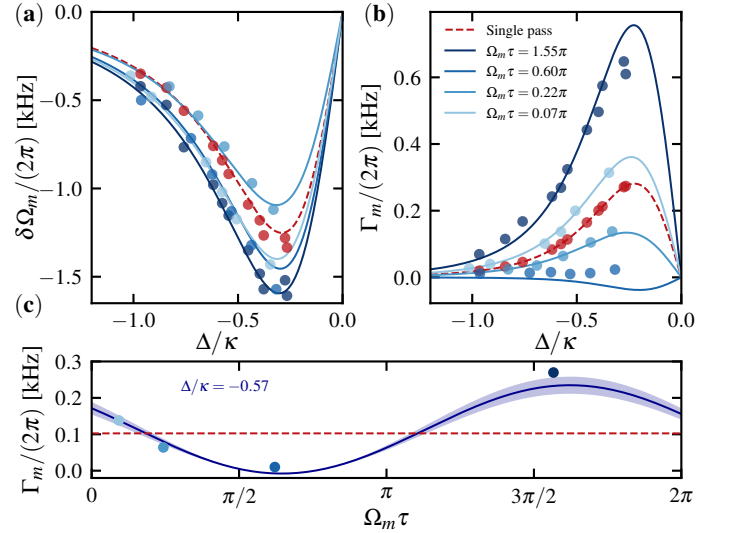 (a)
0.0
−0.5
−1.0
−1.5
δΩm/(2π) [kHz]
−1.0
−0.5
0.0
Δ/κ
(b)
Single pass
Ωmτ = 1.55π
Ωmτ = 0.60π
Ωmτ = 0.22π
Ωmτ = 0.07π
0.6
0.4
0.2
0.0
Γm/(2π) [kHz]
−1.0
−0.5
0.0
Δ/κ
(c)
0.3
0.2
0.1
0.0
Γm/(2π) [kHz]
Δ/κ = −0.57
0
π/2
π
3π/2
2π
Ωmτ